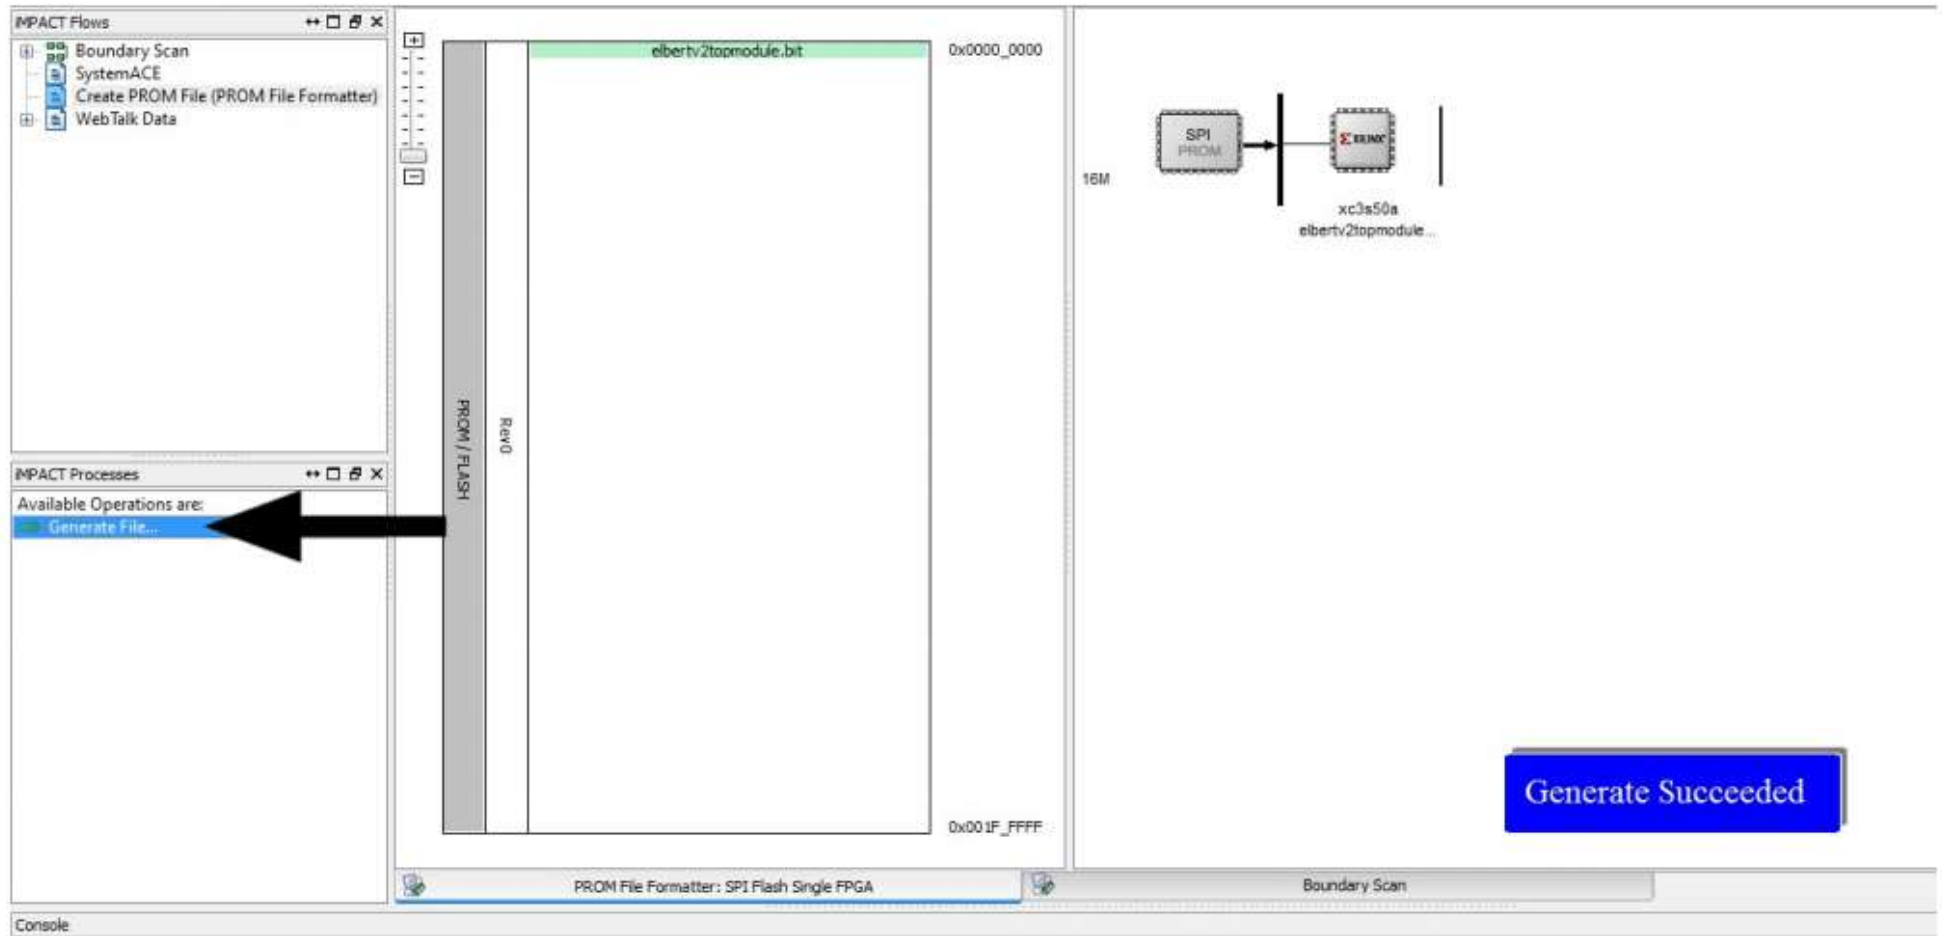 iMPACT Flows
Boundary Scan
SystemACE
Create PROM File (PROM File Formatter)
WebTalk Data
iMPACT Processes
Available Operations are:
Generate File...
PROM / FLASH
Rev0
elbertv2topmodule.bit
0x0000_0000
0x001F_FFFF
16M
SPI
PROM
XILINX
xc3s50a
elbertv2topmodule...
Generate Succeeded
PROM File Formatter: SPI Flash Single FPGA
Boundary Scan
Console